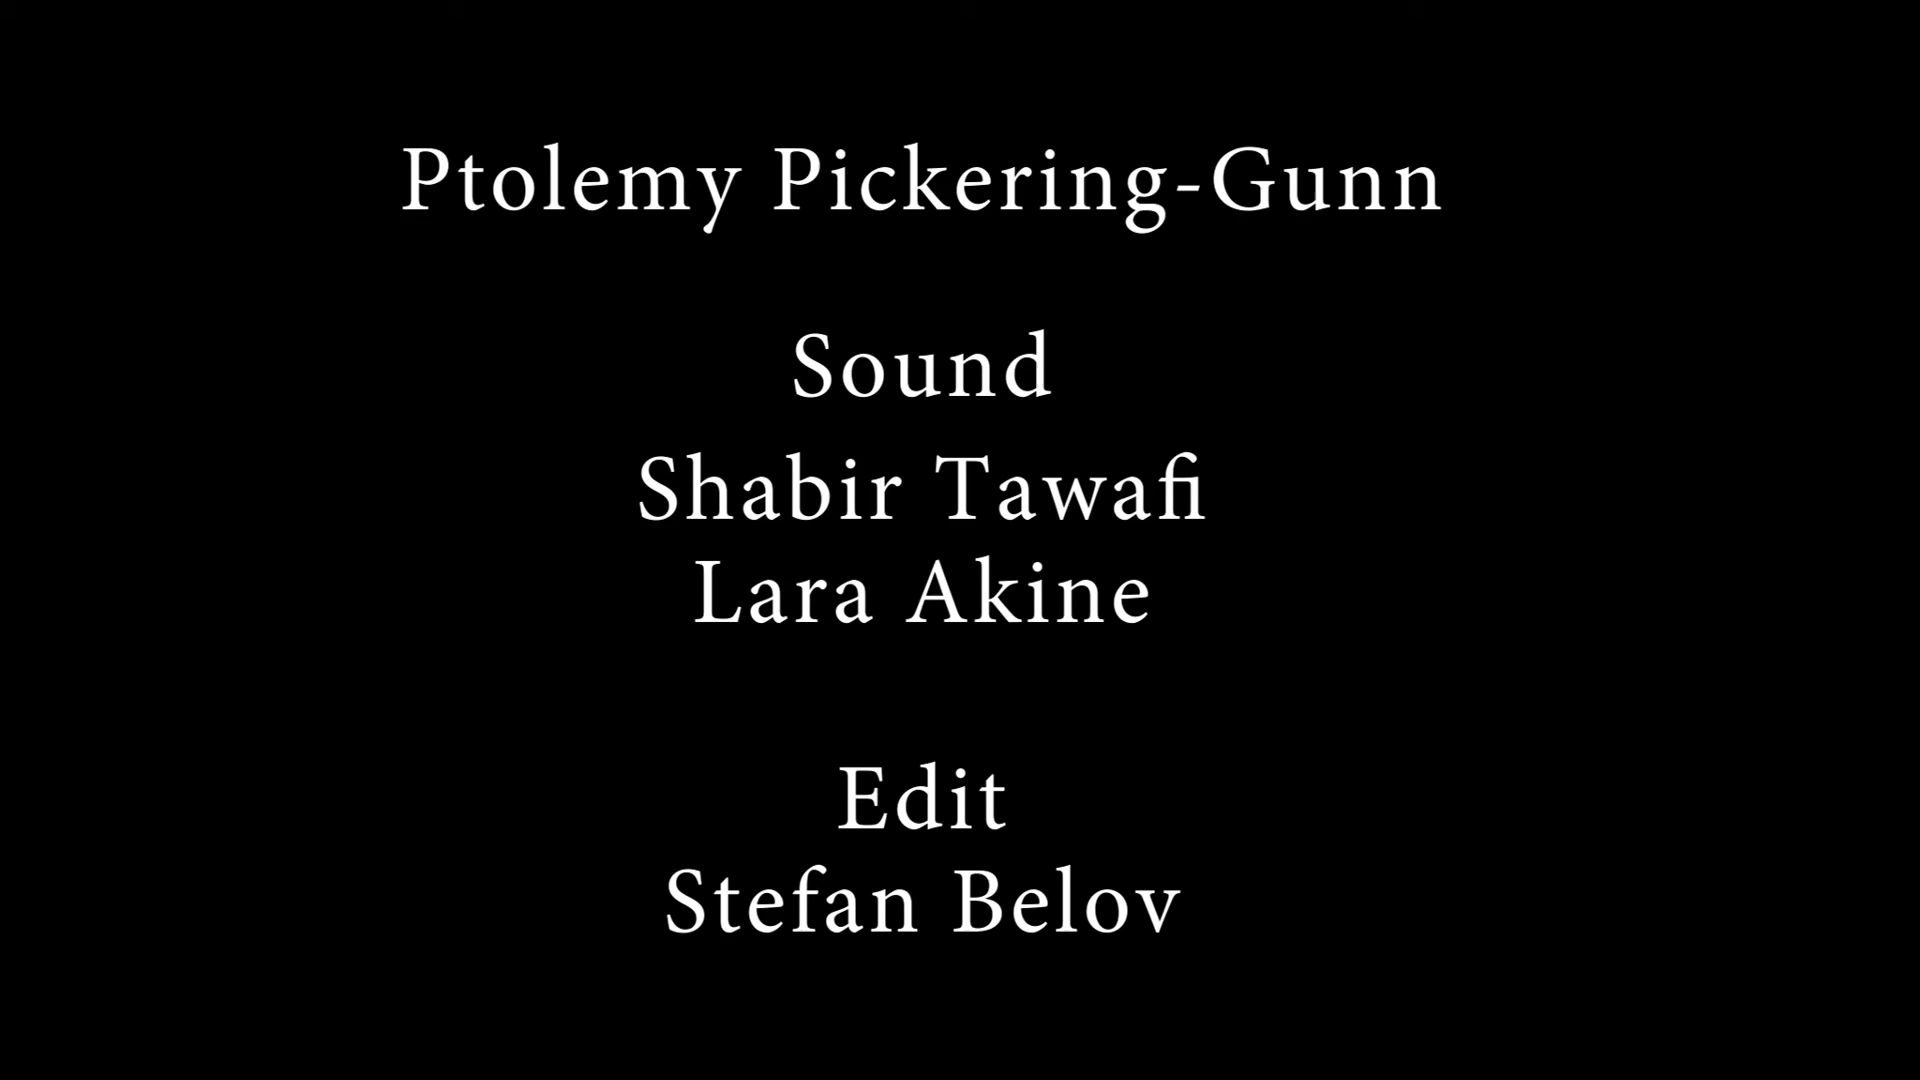 Ptolemy Pickering-Gunn
Sound
Shabir Tawafi
Lara Akine
Edit
Stefan Belov